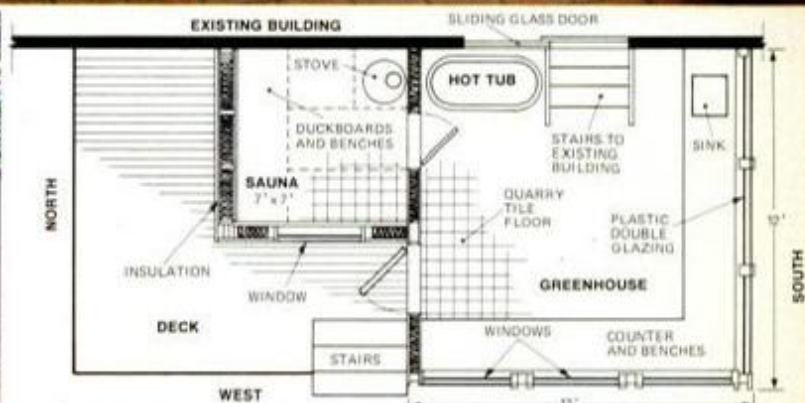 EXISTING BUILDING
SLIDING GLASS DOOR
STOVE
HOT TUB
DUCKBOARDS
AND BENCHES
STAIRS TO
EXISTING
BUILDING
SINK
SAUNA
7' x 7'
NORTH
QUARRY
TILE
FLOOR
PLASTIC
DOUBLE
GLAZING
12'
SOUTH
INSULATION
WINDOW
GREENHOUSE
DECK
STAIRS
WINDOWS
COUNTER
AND BENCHES
WEST